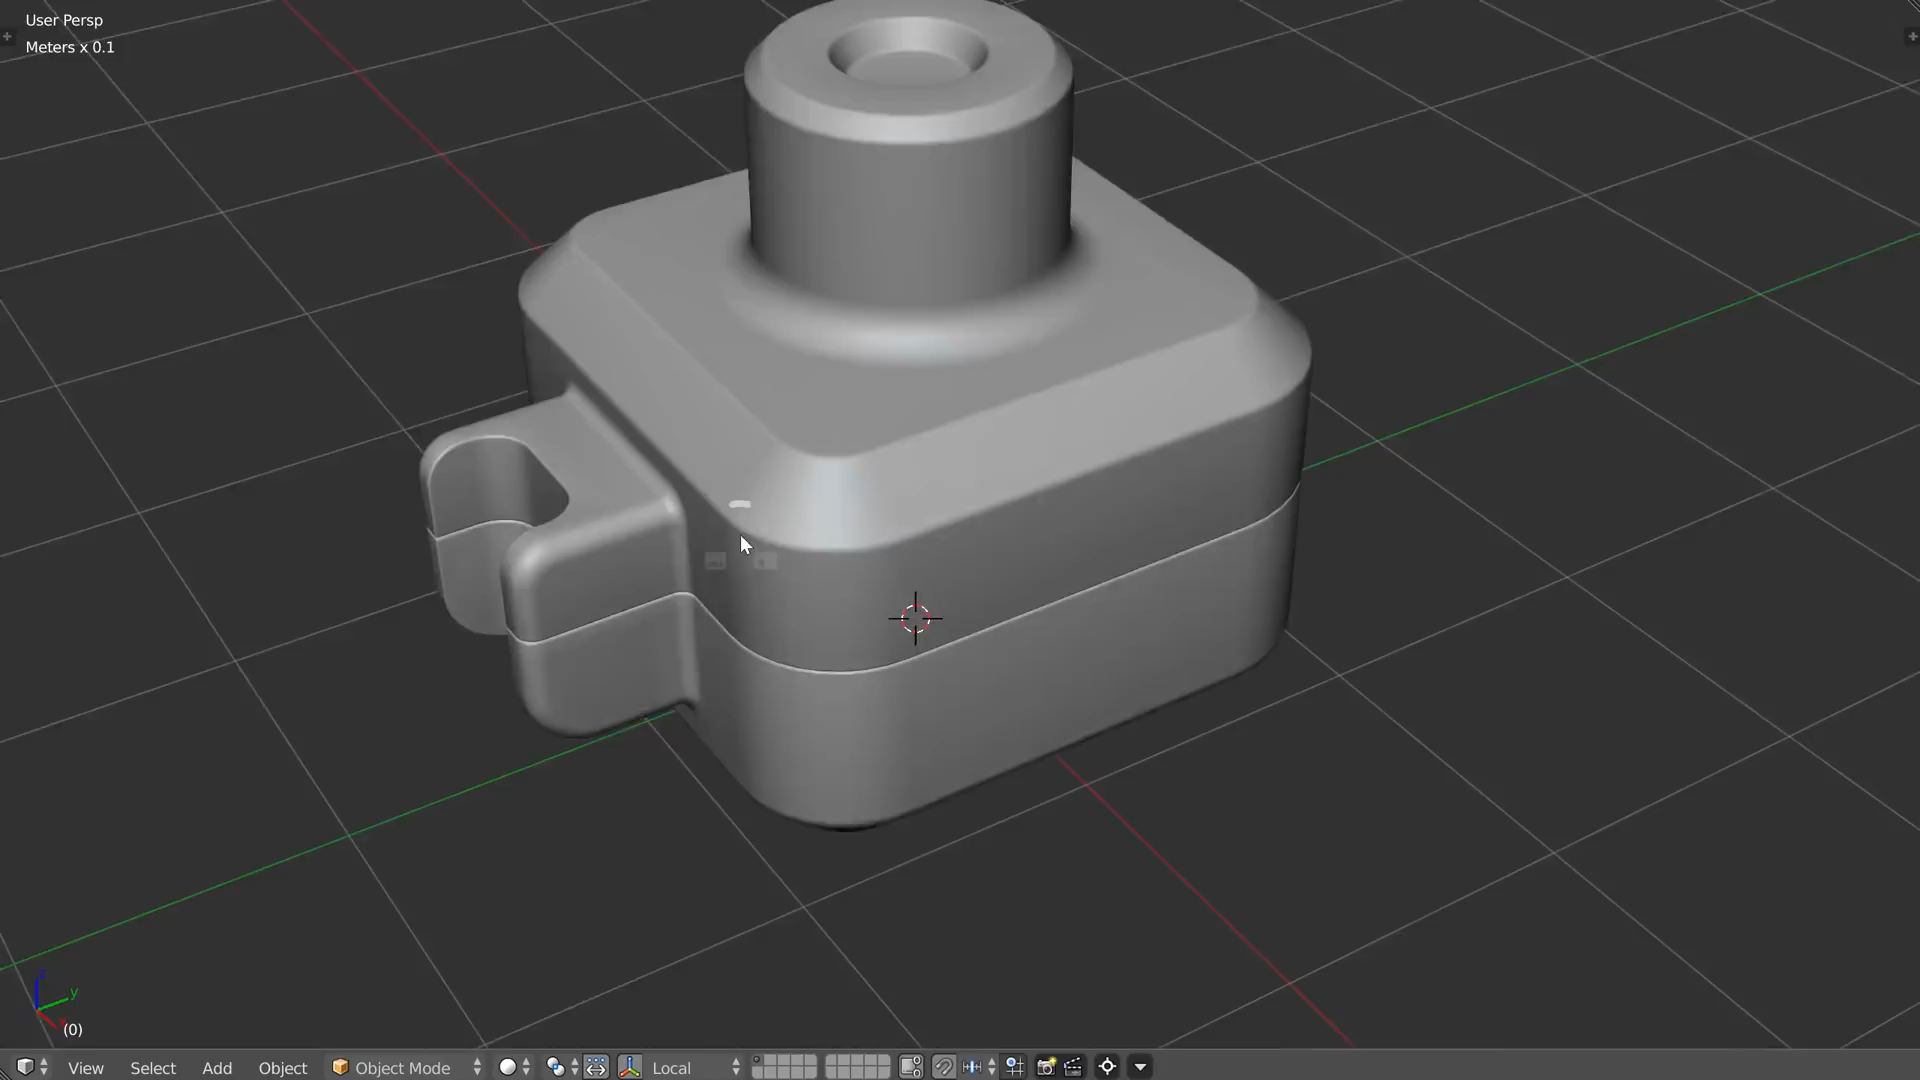 User Persp
Meters x 0.1
z
y
(0)
View Select Add Object Object Mode Local